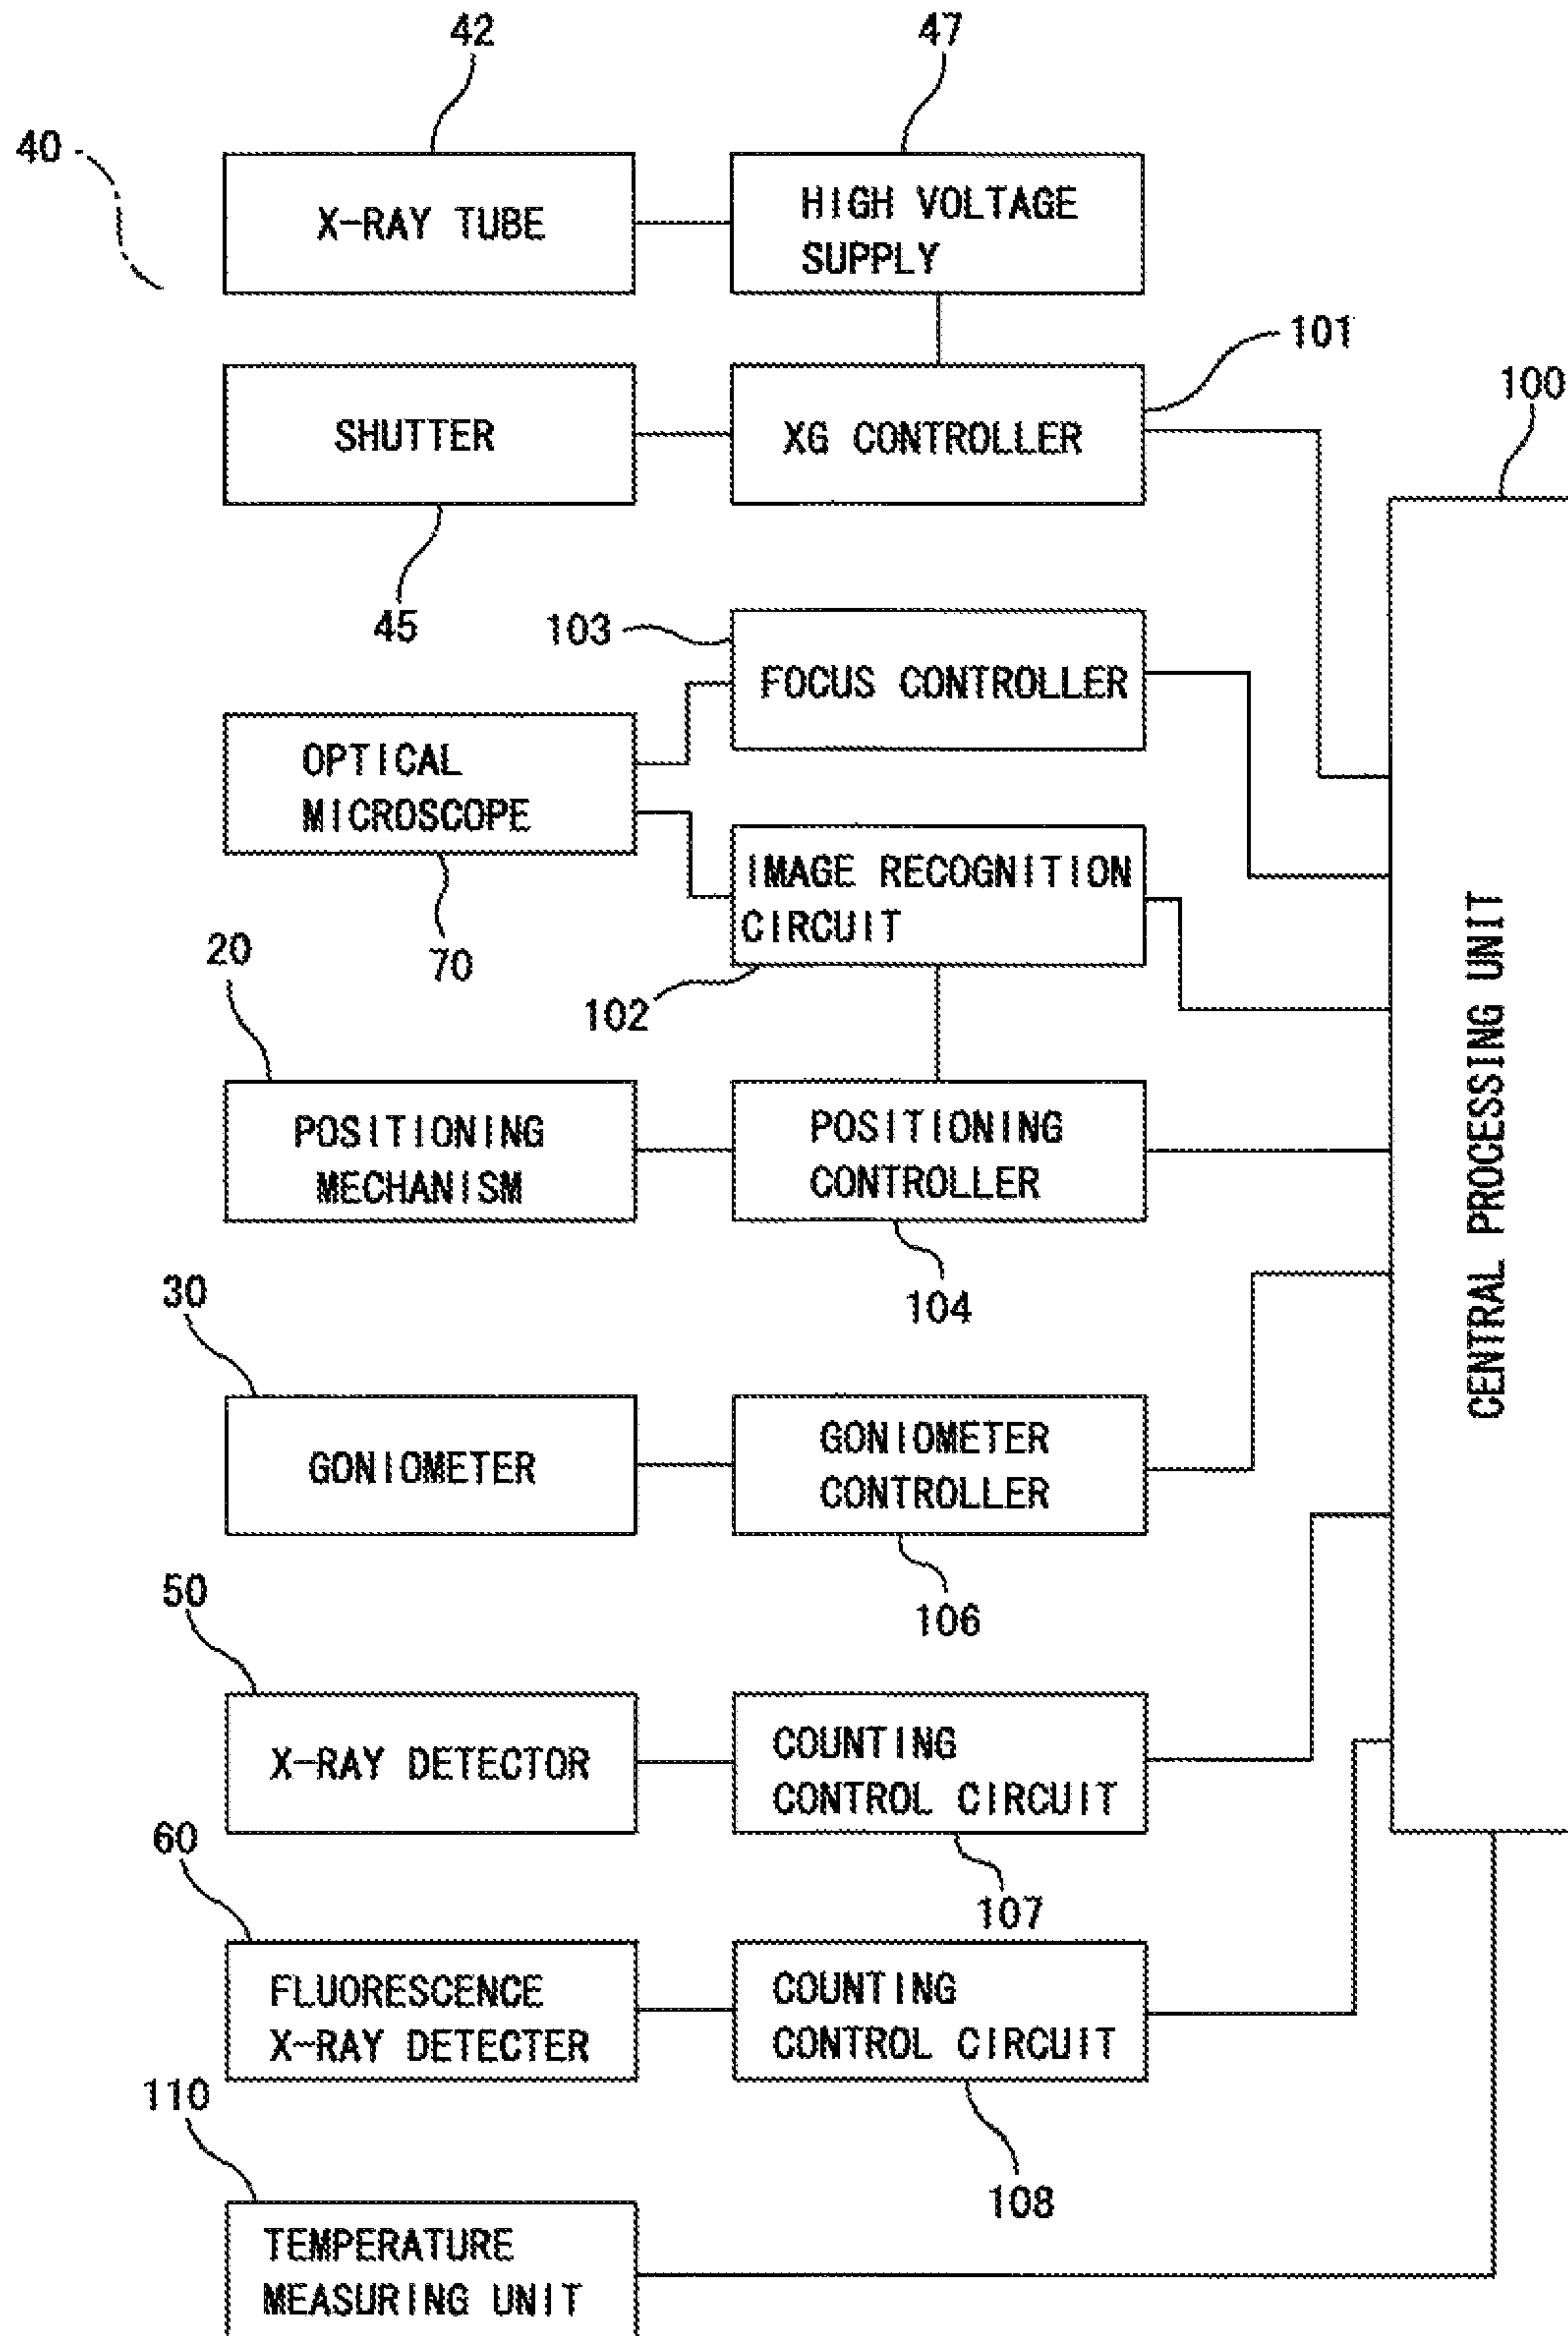 42
47
40
X-RAY TUBE
HIGH VOLTAGE
SUPPLY
101
100
SHUTTER
XG CONTROLLER
45
103
FOCUS CONTROLLER
OPTICAL
MICROSCOPE
IMAGE RECOGNITION
CIRCUIT
70
102
20
POSITIONING
MECHANISM
POSITIONING
CONTROLLER
104
CENTRAL PROCESSING UNIT
30
GONIOMETER
GONIOMETER
CONTROLLER
106
50
X-RAY DETECTOR
COUNTING
CONTROL CIRCUIT
107
60
FLUORESCENCE
X-RAY DETECTER
COUNTING
CONTROL CIRCUIT
108
110
TEMPERATURE
MEASURING UNIT